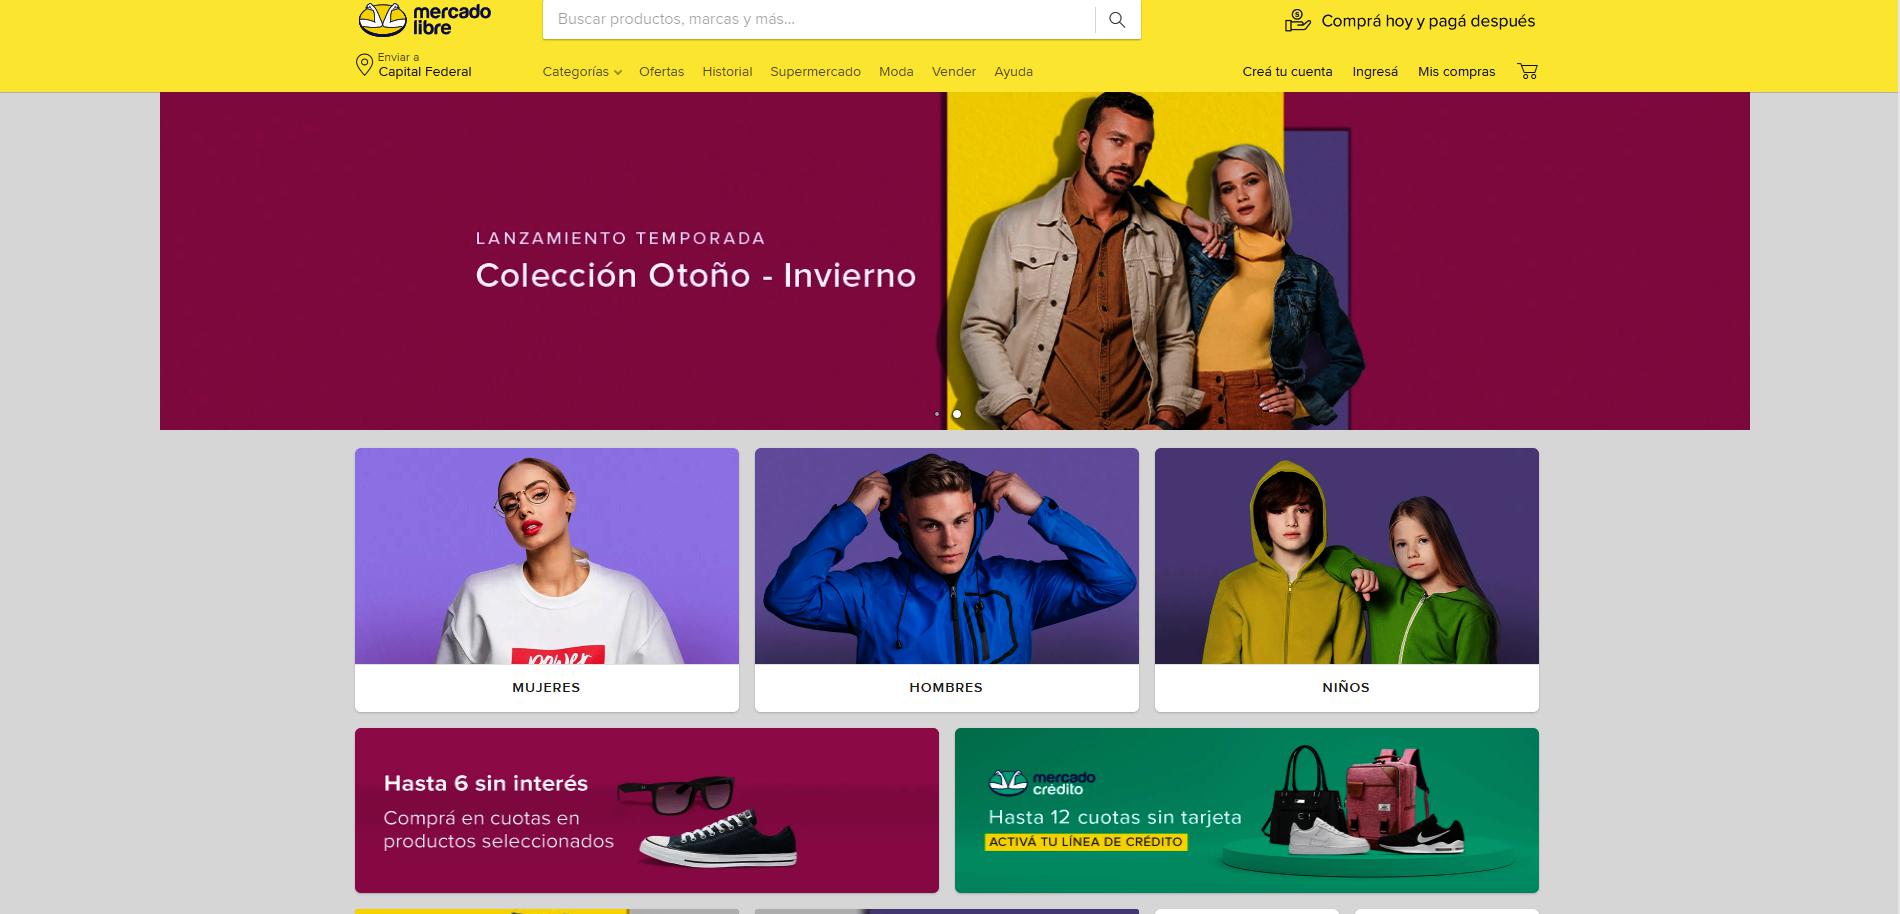 mercado
libre
Buscar productos, marcas y más...
Comprá hoy y pagá después
Enviar a
Capital Federal
Categorías Ofertas Historial Supermercado Moda Vender Ayuda
Creá tu cuenta Ingresá Mis compras
LANZAMIENTO TEMPORADA
Colección Otoño - Invierno
power
MUJERES
HOMBRES
NIÑOS
Hasta 6 sin interés
Comprá en cuotas en
productos seleccionados
mercado
crédito
Hasta 12 cuotas sin tarjeta
ACTIVÁ TU LÍNEA DE CRÉDITO